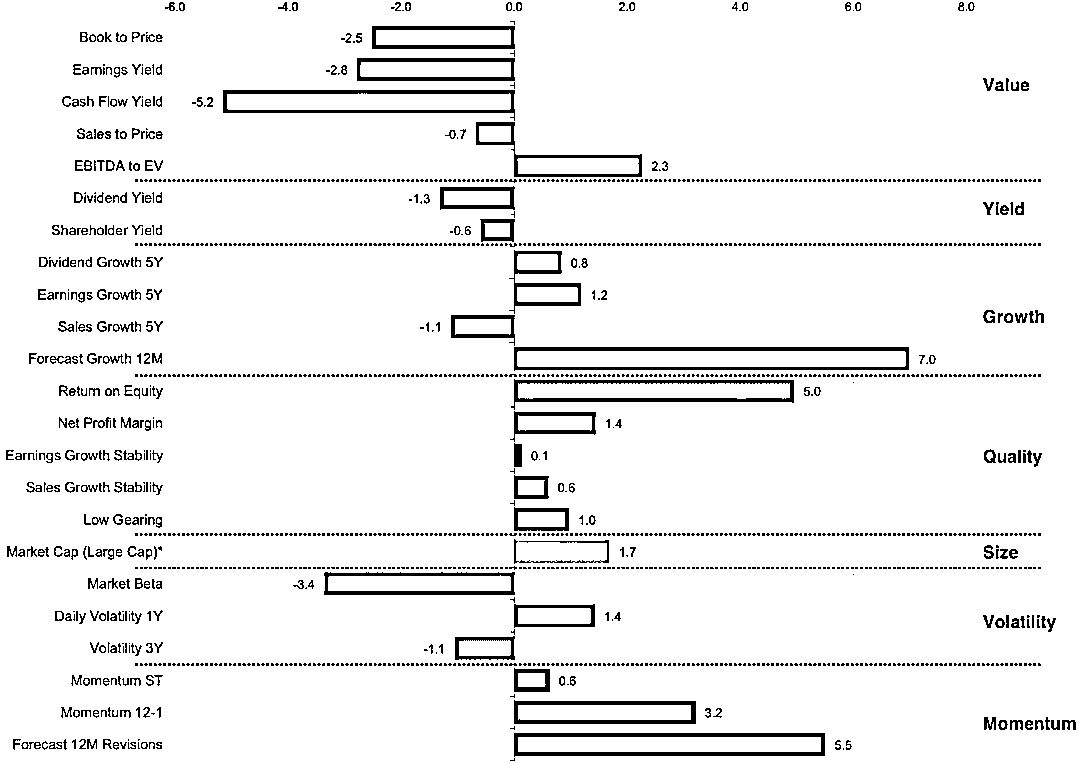 -6.0 -4.0 -2.0 0.0 2.0 4.0 6.0 8.0
Book to Price -2.5
Earnings Yield -2.8
Value
Cash Flow Yield -5.2
Sales to Price -0.7
EBITDA to EV 2.3
Dividend Yield -1.3
Yield
Shareholder Yield -0.6
Dividend Growth 5Y 0.8
Earnings Growth 5Y 1.2
Growth
Sales Growth 5Y -1.1
Forecast Growth 12M 7.0
Return on Equity 5.0
Net Profit Margin 1.4
Earnings Growth Stability 0.1 Quality
Sales Growth Stability 0.6
Low Gearing 1.0
Market Cap (Large Cap)* 1.7 Size
Market Beta -3.4
Daily Volatility 1Y 1.4
Volatility
Volatility 3Y -1.1
Momentum ST 0.6
Momentum 12-1 3.2
Momentum
Forecast 12M Revisions 5.5